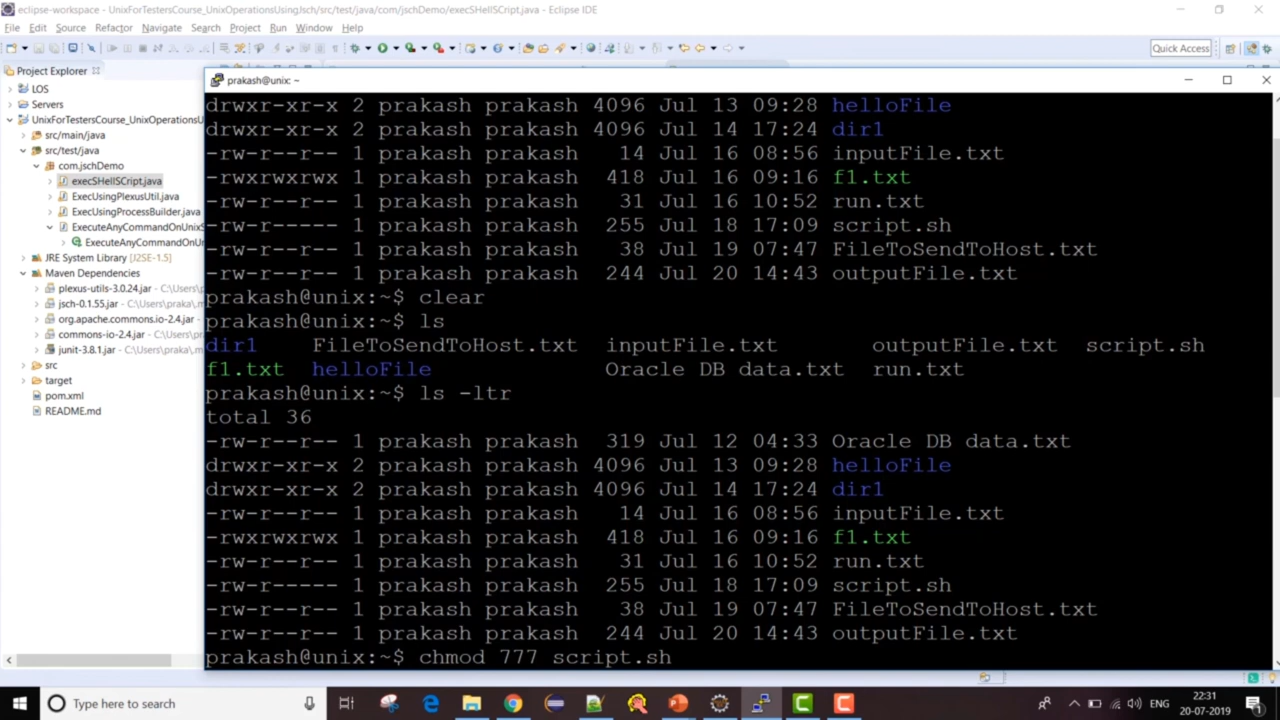 eclipse-workspace - UnixForTestersCourse_UnixOperationsUsingJsch/src/test/java/com/jschDemo/execSHellSCript.java - Eclipse IDE
File Edit Source Refactor Navigate Search Project Run Window Help
Quick Access
Project Explorer
LOS
Servers
UnixForTestersCourse_UnixOperationsU
src/main/java
src/test/java
com.jschDemo
execSHellSCript.java
ExecUsingPlexusUtil.java
ExecUsingProcessBuilder.java
ExecuteAnyCommandOnUnixS
ExecuteAnyCommandOnU
JRE System Library [J2SE-1.5]
Maven Dependencies
plexus-utils-3.0.24.jar - C:\Users\pra
jsch-0.1.55.jar - C:\Users\praka\.m
org.apache.commons.io-2.4.jar
commons-io-2.4.jar - C:\Users\pra
junit-3.8.1.jar - C:\Users\praka\.m
src
target
pom.xml
README.md
prakash@unix: ~
drwxr-xr-x 2 prakash prakash 4096 Jul 13 09:28 helloFile
drwxr-xr-x 2 prakash prakash 4096 Jul 14 17:24 dir1
-rw-r--r-- 1 prakash prakash 14 Jul 16 08:56 inputFile.txt
-rwxrwxrwx 1 prakash prakash 418 Jul 16 09:16 f1.txt
-rw-r--r-- 1 prakash prakash 31 Jul 16 10:52 run.txt
-rw-r--r-- 1 prakash prakash 255 Jul 18 17:09 script.sh
-rw-r--r-- 1 prakash prakash 38 Jul 19 07:47 FileToSendToHost.txt
-rw-r--r-- 1 prakash prakash 244 Jul 20 14:43 outputFile.txt
prakash@unix:~$ clear
prakash@unix:~$ ls
dir1 FileToSendToHost.txt inputFile.txt outputFile.txt script.sh
f1.txt helloFile Oracle DB data.txt run.txt
prakash@unix:~$ ls -ltr
total 36
-rw-r--r-- 1 prakash prakash 319 Jul 12 04:33 Oracle DB data.txt
drwxr-xr-x 2 prakash prakash 4096 Jul 13 09:28 helloFile
drwxr-xr-x 2 prakash prakash 4096 Jul 14 17:24 dir1
-rw-r--r-- 1 prakash prakash 14 Jul 16 08:56 inputFile.txt
-rwxrwxrwx 1 prakash prakash 418 Jul 16 09:16 f1.txt
-rw-r--r-- 1 prakash prakash 31 Jul 16 10:52 run.txt
-rw-r--r-- 1 prakash prakash 255 Jul 18 17:09 script.sh
-rw-r--r-- 1 prakash prakash 38 Jul 19 07:47 FileToSendToHost.txt
-rw-r--r-- 1 prakash prakash 244 Jul 20 14:43 outputFile.txt
prakash@unix:~$ chmod 777 script.sh
Type here to search
ENG
22:31
20-07-2019